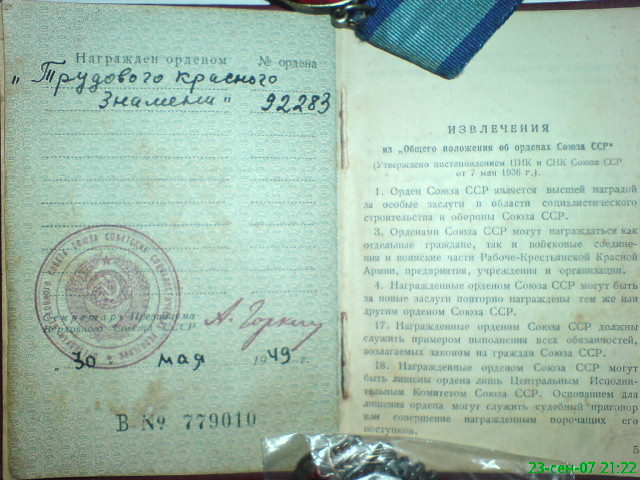 Награжден орденом № ордена
„Трудового красного
Знамени" 92283
Секретарь Президиума
Верховного Совета СССР А. Горкин
„30" мая 1949 г.
В № 779010
ИЗВЛЕЧЕНИЯ
из „Общего положения об орденах Союза ССР"
(Утверждено постановлением ЦИК и СНК Союза ССР
от 7 мая 1936 г.).
1. Орден Союза ССР является высшей наградой
за особые заслуги в области социалистического
строительства и обороны Союза ССР.
3. Орденами Союза ССР могут награждаться как
отдельные граждане, так и войсковые соедине-
ния и воинские части Рабоче-Крестьянской Красной
Армии, предприятия, учреждения и организации.
4. Награжденные орденом Союза ССР могут быть
за новые заслуги повторно награждены тем же или
другим орденом Союза ССР.
17. Награжденные орденом Союза ССР должны
служить примером выполнения всех обязанностей,
возлагаемых законом на граждан Союза ССР.
18. Награжденные орденом Союза ССР могут
быть лишены ордена лишь Центральным Исполни-
тельным Комитетом Союза ССР. Основанием для
лишения ордена могут служить судебный приговор
или совершение награжденным порочащих его
поступков.
5
23-сен-07 21:22